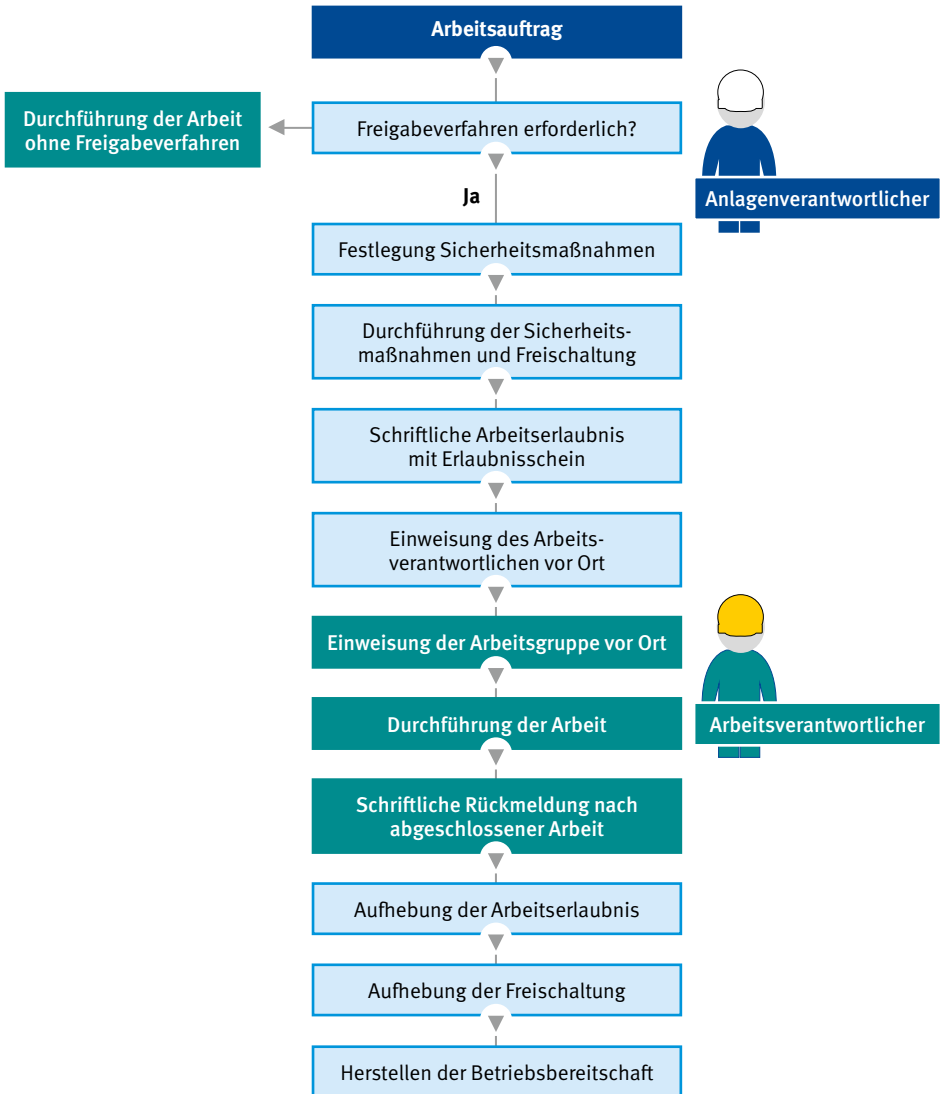 Arbeitsauftrag
Durchführung der Arbeit
ohne Freigabeverfahren
Freigabeverfahren erforderlich?
Anlagenverantwortlicher
Ja
Festlegung Sicherheitsmaßnahmen
Durchführung der Sicherheits-
maßnahmen und Freischaltung
Schriftliche Arbeitserlaubnis
mit Erlaubnisschein
Einweisung des Arbeits-
verantwortlichen vor Ort
Einweisung der Arbeitsgruppe vor Ort
Durchführung der Arbeit
Arbeitsverantwortlicher
Schriftliche Rückmeldung nach
abgeschlossener Arbeit
Aufhebung der Arbeitserlaubnis
Aufhebung der Freischaltung
Herstellen der Betriebsbereitschaft